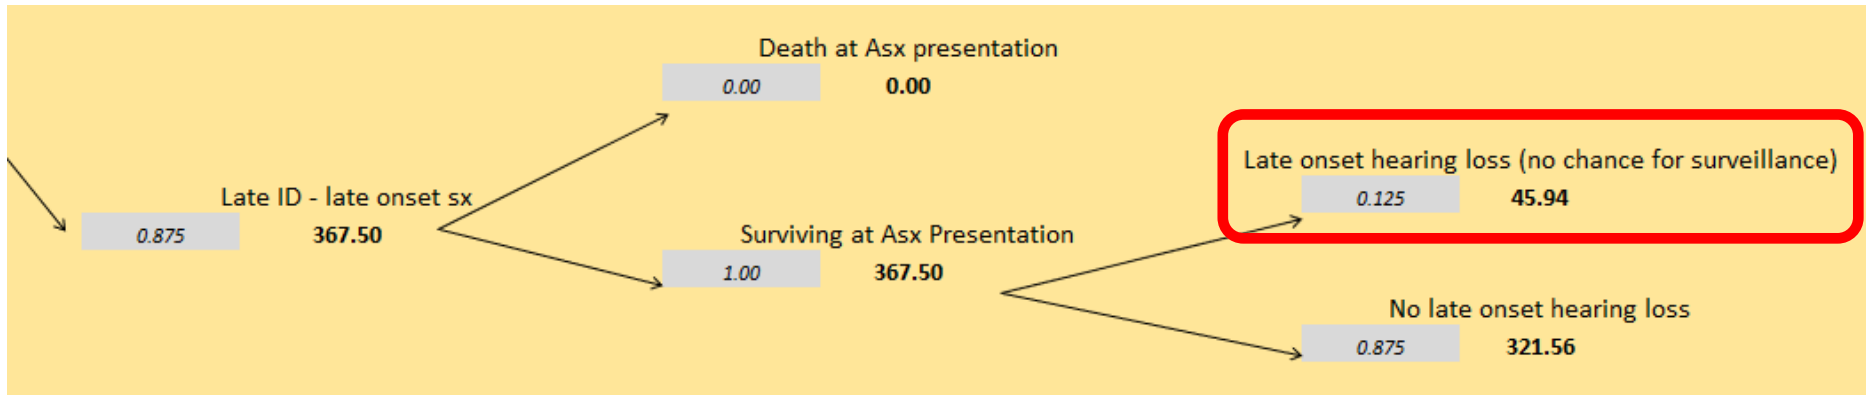 Death at Asx presentation
0.00 0.00
Late onset hearing loss (no chance for surveillance)
0.125 45.94
Late ID - late onset sx
0.875 367.50
Surviving at Asx Presentation
1.00 367.50
No late onset hearing loss
0.875 321.56